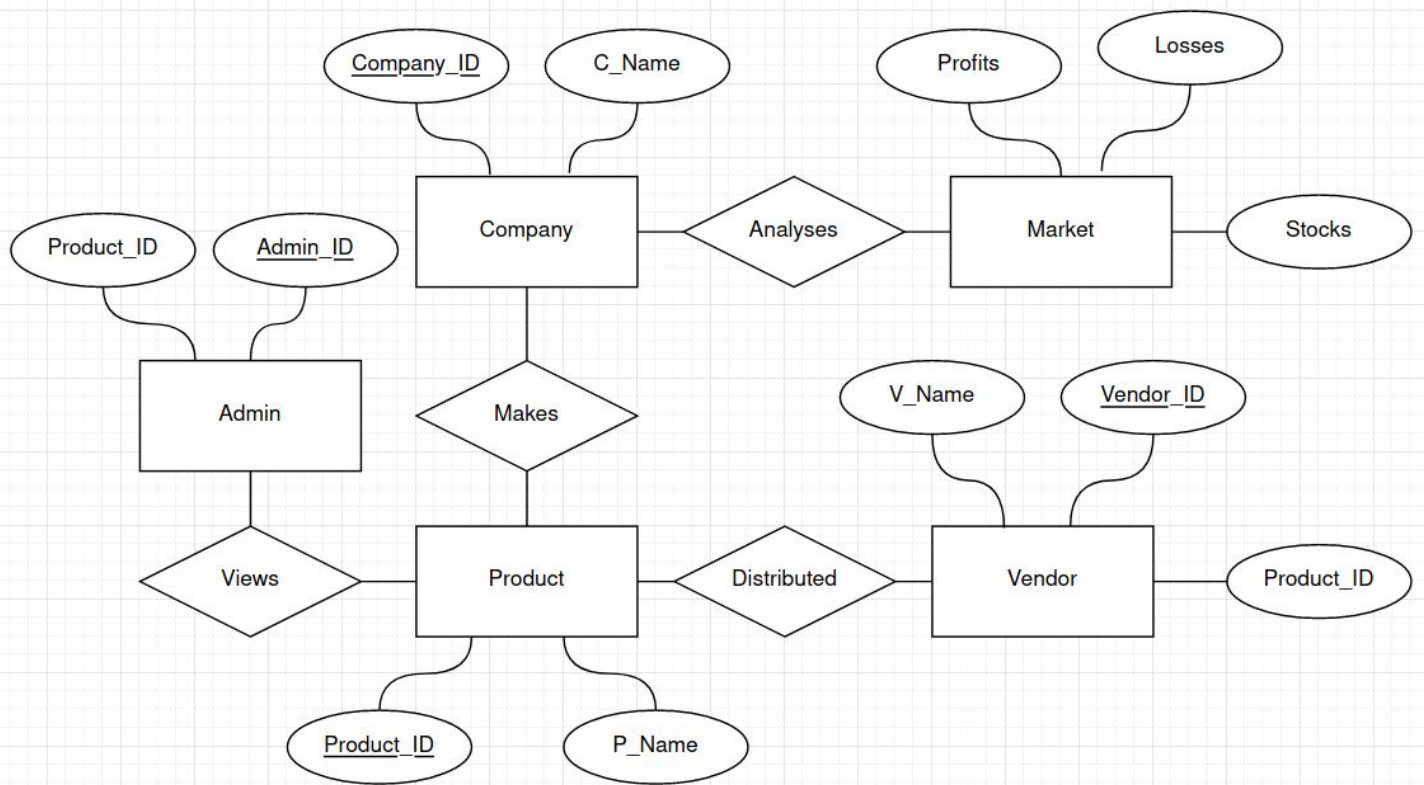 Company_ID
C_Name
Profits
Losses
Product_ID
Admin_ID
Company
Analyses
Market
Stocks
Admin
Makes
V_Name
Vendor_ID
Views
Product
Distributed
Vendor
Product_ID
Product_ID
P_Name